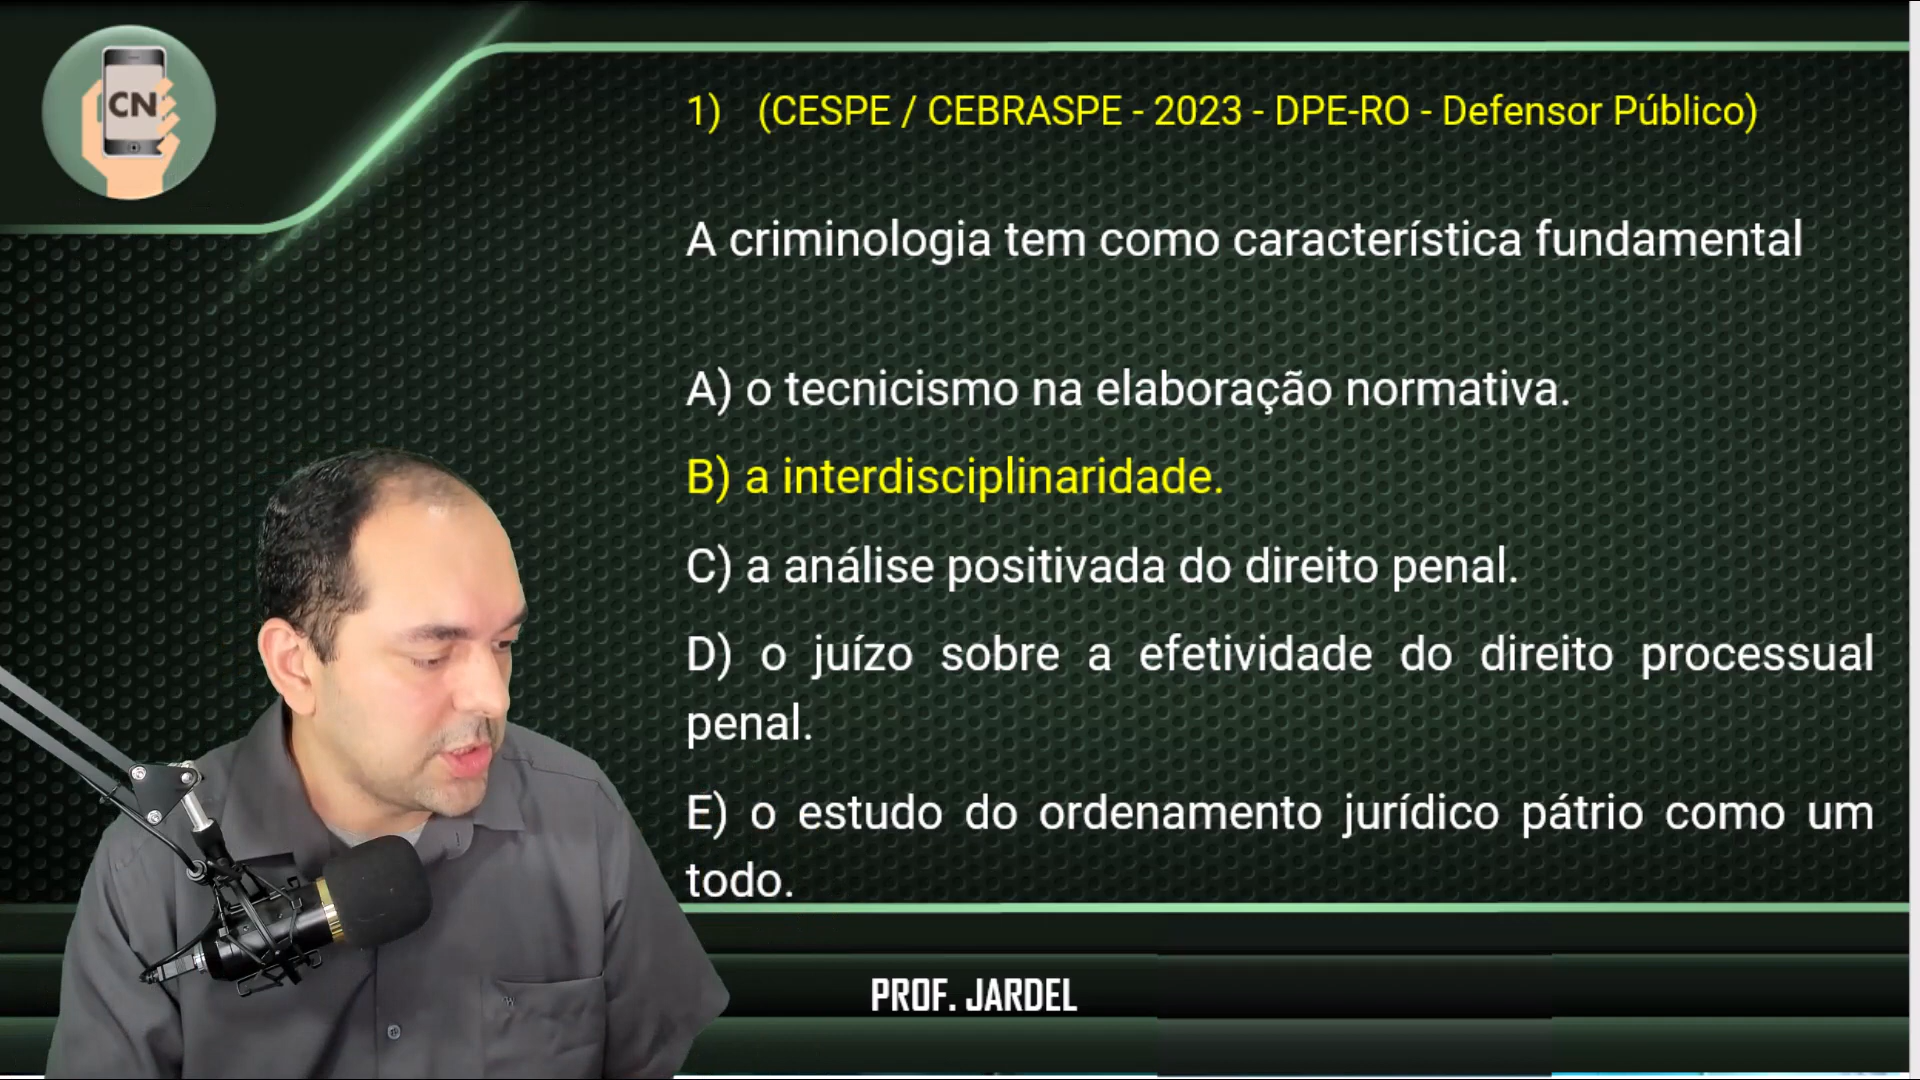 CN
1) (CESPE / CEBRASPE - 2023 - DPE-RO - Defensor Público)
A criminologia tem como característica fundamental
A) o tecnicismo na elaboração normativa.
B) a interdisciplinaridade.
C) a análise positivada do direito penal.
D) o juízo sobre a efetividade do direito processual
penal.
E) o estudo do ordenamento jurídico pátrio como um
todo.
PROF. JARDEL